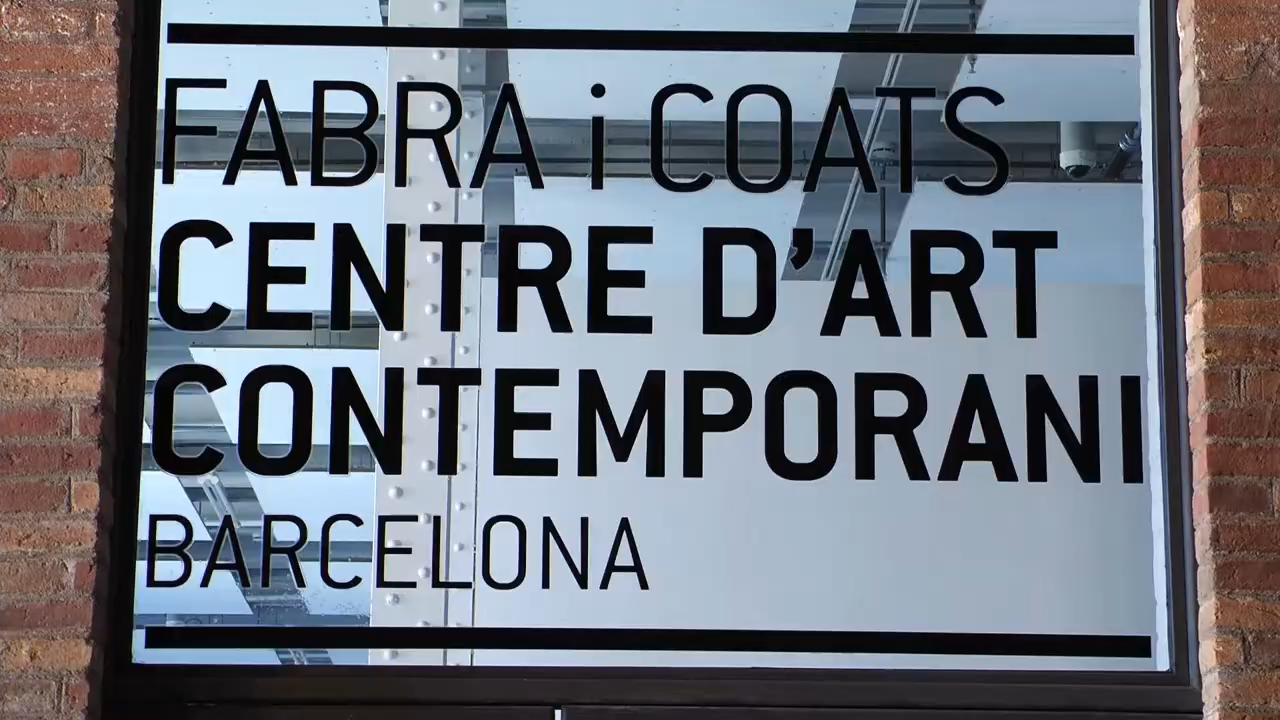 FABRA i COATS
CENTRE D'ART
CONTEMPORANI
BARCELONA